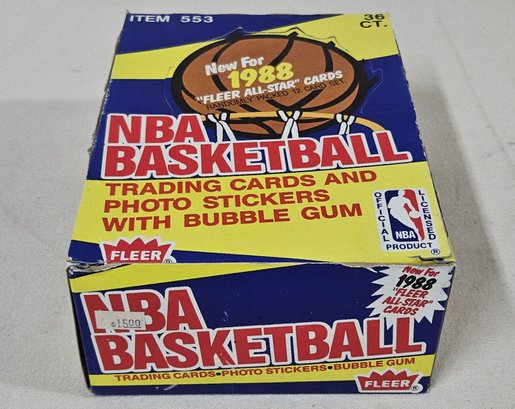 ITEM 553
36 CT.
New For
1988
"FLEER ALL-STAR" CARDS
RANDOMLY PACKED 12 CARD SET.
NBA
BASKETBALL
TRADING CARDS AND
PHOTO STICKERS
WITH BUBBLE GUM
OFFICIAL
LICENSED
NBA
PRODUCT
FLEER®
New For
1988
"FLEER
ALL-STAR"
CARDS
1500
NBA
BASKETBALL
TRADING CARDS•PHOTO STICKERS•BUBBLE GUM
FLEER®